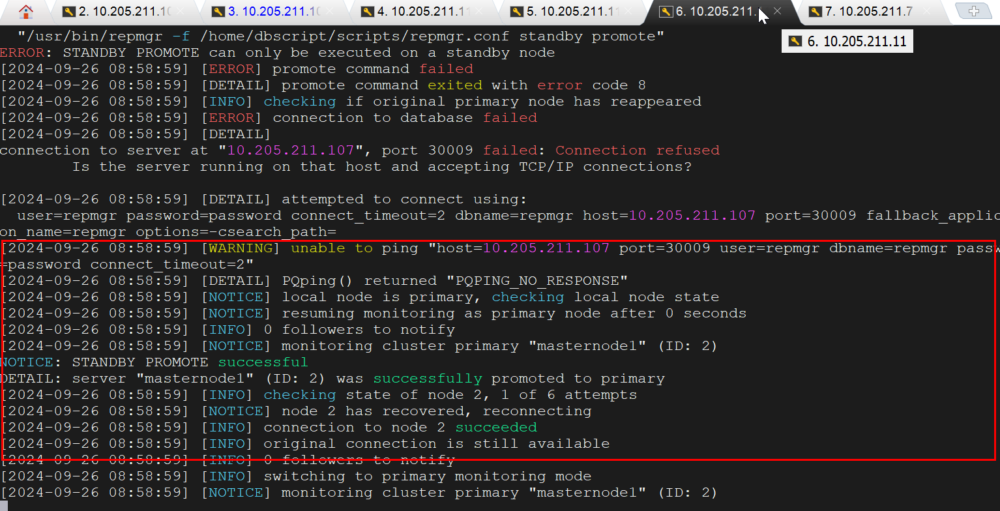 2. 10.205.211.10
3. 10.205.211.10
4. 10.205.211.11
5. 10.205.211.11
6. 10.205.211.
7. 10.205.211.7
6. 10.205.211.11
"/usr/bin/repmgr -f /home/dbscript/scripts/repmgr.conf standby promote"
ERROR: STANDBY PROMOTE can only be executed on a standby node
[2024-09-26 08:58:59] [ERROR] promote command failed
[2024-09-26 08:58:59] [DETAIL] promote command exited with error code 8
[2024-09-26 08:58:59] [INFO] checking if original primary node has reappeared
[2024-09-26 08:58:59] [ERROR] connection to database failed
[2024-09-26 08:58:59] [DETAIL]
connection to server at "10.205.211.107", port 30009 failed: Connection refused
Is the server running on that host and accepting TCP/IP connections?
[2024-09-26 08:58:59] [DETAIL] attempted to connect using:
user=repmgr password=password connect_timeout=2 dbname=repmgr host=10.205.211.107 port=30009 fallback_applic
on_name=repmgr options=-csearch_path=
[2024-09-26 08:58:59] [WARNING] unable to ping "host=10.205.211.107 port=30009 user=repmgr dbname=repmgr passw
=password connect_timeout=2"
[2024-09-26 08:58:59] [DETAIL] PQping() returned "PQPING_NO_RESPONSE"
[2024-09-26 08:58:59] [NOTICE] local node is primary, checking local node state
[2024-09-26 08:58:59] [NOTICE] resuming monitoring as primary node after 0 seconds
[2024-09-26 08:58:59] [INFO] 0 followers to notify
[2024-09-26 08:58:59] [NOTICE] monitoring cluster primary "masternode1" (ID: 2)
NOTICE: STANDBY PROMOTE successful
DETAIL: server "masternode1" (ID: 2) was successfully promoted to primary
[2024-09-26 08:58:59] [INFO] checking state of node 2, 1 of 6 attempts
[2024-09-26 08:58:59] [NOTICE] node 2 has recovered, reconnecting
[2024-09-26 08:58:59] [INFO] connection to node 2 succeeded
[2024-09-26 08:58:59] [INFO] original connection is still available
[2024-09-26 08:58:59] [INFO] 0 followers to notify
[2024-09-26 08:58:59] [INFO] switching to primary monitoring mode
[2024-09-26 08:58:59] [NOTICE] monitoring cluster primary "masternode1" (ID: 2)